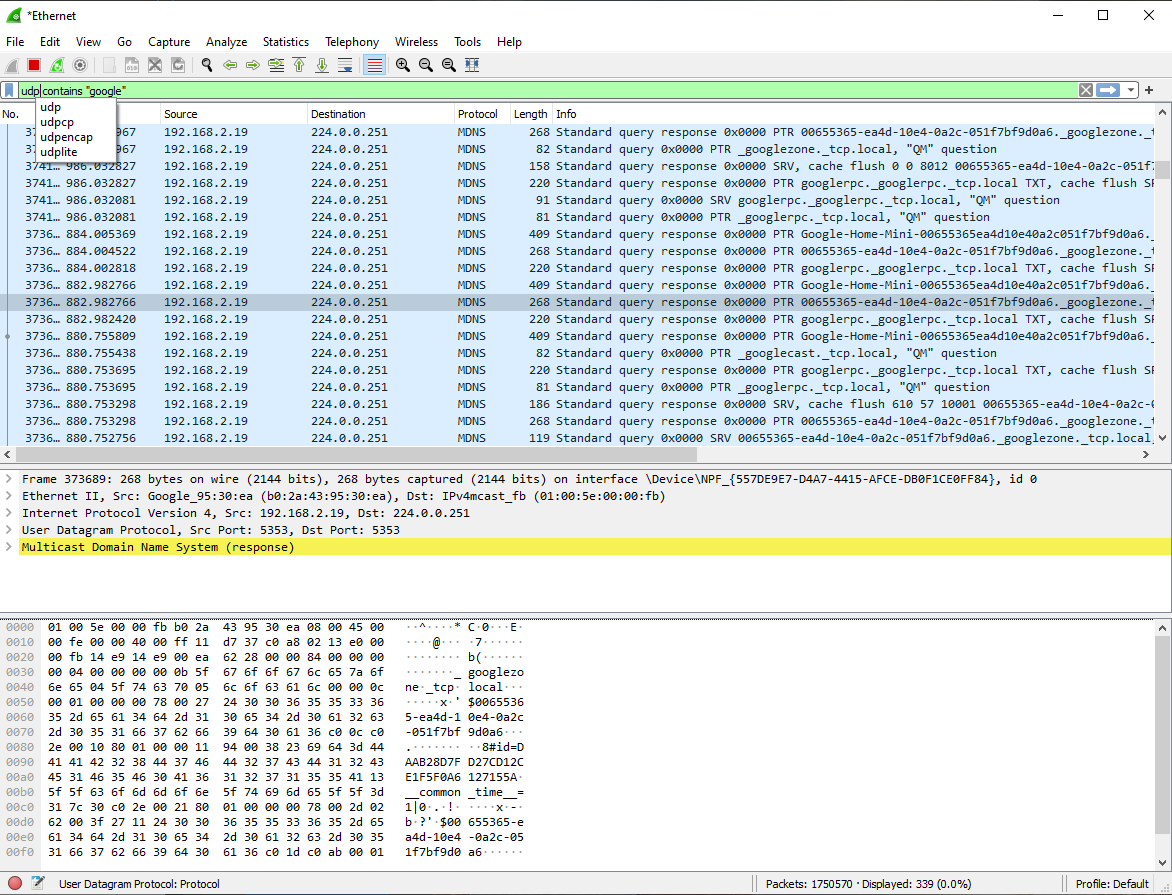 *Ethernet
File Edit View Go Capture Analyze Statistics Telephony Wireless Tools Help
udp contains "google"
udp
udpcp
udpencap
udplite
No. Source Destination Protocol Length Info
37 967 192.168.2.19 224.0.0.251 MDNS 268 Standard query response 0x0000 PTR 00655365-ea4d-10e4-0a2c-051f7bf9d0a6._googlezone._t
37 967 192.168.2.19 224.0.0.251 MDNS 82 Standard query 0x0000 PTR _googlezone._tcp.local, "QM" question
3741… 986.032827 192.168.2.19 224.0.0.251 MDNS 158 Standard query response 0x0000 SRV, cache flush 0 0 8012 00655365-ea4d-10e4-0a2c-051f7
3741… 986.032827 192.168.2.19 224.0.0.251 MDNS 220 Standard query response 0x0000 PTR googlerpc._googlerpc._tcp.local TXT, cache flush SR
3741… 986.032081 192.168.2.19 224.0.0.251 MDNS 91 Standard query 0x0000 SRV googlerpc._googlerpc._tcp.local, "QM" question
3741… 986.032081 192.168.2.19 224.0.0.251 MDNS 81 Standard query 0x0000 PTR _googlerpc._tcp.local, "QM" question
3736… 884.005369 192.168.2.19 224.0.0.251 MDNS 409 Standard query response 0x0000 PTR Google-Home-Mini-00655365ea4d10e40a2c051f7bf9d0a6._
3736… 884.004522 192.168.2.19 224.0.0.251 MDNS 268 Standard query response 0x0000 PTR 00655365-ea4d-10e4-0a2c-051f7bf9d0a6._googlezone._t
3736… 884.002818 192.168.2.19 224.0.0.251 MDNS 220 Standard query response 0x0000 PTR googlerpc._googlerpc._tcp.local TXT, cache flush SR
3736… 882.982766 192.168.2.19 224.0.0.251 MDNS 409 Standard query response 0x0000 PTR Google-Home-Mini-00655365ea4d10e40a2c051f7bf9d0a6._
3736… 882.982766 192.168.2.19 224.0.0.251 MDNS 268 Standard query response 0x0000 PTR 00655365-ea4d-10e4-0a2c-051f7bf9d0a6._googlezone._t
3736… 882.982420 192.168.2.19 224.0.0.251 MDNS 220 Standard query response 0x0000 PTR googlerpc._googlerpc._tcp.local TXT, cache flush SR
3736… 880.755809 192.168.2.19 224.0.0.251 MDNS 409 Standard query response 0x0000 PTR Google-Home-Mini-00655365ea4d10e40a2c051f7bf9d0a6._
3736… 880.755438 192.168.2.19 224.0.0.251 MDNS 82 Standard query 0x0000 PTR _googlecast._tcp.local, "QM" question
3736… 880.753695 192.168.2.19 224.0.0.251 MDNS 220 Standard query response 0x0000 PTR googlerpc._googlerpc._tcp.local TXT, cache flush SR
3736… 880.753695 192.168.2.19 224.0.0.251 MDNS 81 Standard query 0x0000 PTR _googlerpc._tcp.local, "QM" question
3736… 880.753298 192.168.2.19 224.0.0.251 MDNS 186 Standard query response 0x0000 SRV, cache flush 610 57 10001 00655365-ea4d-10e4-0a2c-0
3736… 880.753298 192.168.2.19 224.0.0.251 MDNS 268 Standard query response 0x0000 PTR 00655365-ea4d-10e4-0a2c-051f7bf9d0a6._googlezone._t
3736… 880.752756 192.168.2.19 224.0.0.251 MDNS 119 Standard query 0x0000 SRV 00655365-ea4d-10e4-0a2c-051f7bf9d0a6._googlezone._tcp.local,
Frame 373689: 268 bytes on wire (2144 bits), 268 bytes captured (2144 bits) on interface \Device\NPF_{557DE9E7-D4A7-4415-AFCE-DB0F1CE0FF84}, id 0
Ethernet II, Src: Google_95:30:ea (b0:2a:43:95:30:ea), Dst: IPv4mcast_fb (01:00:5e:00:00:fb)
Internet Protocol Version 4, Src: 192.168.2.19, Dst: 224.0.0.251
User Datagram Protocol, Src Port: 5353, Dst Port: 5353
Multicast Domain Name System (response)
0000 01 00 5e 00 00 fb b0 2a 43 95 30 ea 08 00 45 00 ··^····* C·0···E·
0010 00 fe 00 00 40 00 ff 11 d7 37 c0 a8 02 13 e0 00 ····@··· ·7······
0020 00 fb 14 e9 14 e9 00 ea 62 28 00 00 84 00 00 00 ········ b(······
0030 00 04 00 00 00 00 0b 5f 67 6f 6f 67 6c 65 7a 6f ·······_ googlezo
0040 6e 65 04 5f 74 63 70 05 6c 6f 63 61 6c 00 00 0c ne·_tcp· local···
0050 00 01 00 00 00 78 00 27 24 30 30 36 35 35 33 36 ·····x·' $0065536
0060 35 2d 65 61 34 64 2d 31 30 65 34 2d 30 61 32 63 5-ea4d-1 0e4-0a2c
0070 2d 30 35 31 66 37 62 66 39 64 30 61 36 c0 0c c0 -051f7bf 9d0a6···
0080 2e 00 10 80 01 00 00 11 94 00 38 23 69 64 3d 44 .······· ··8#id=D
0090 41 41 42 32 38 44 37 46 44 32 37 43 44 31 32 43 AAB28D7F D27CD12C
00a0 45 31 46 35 46 30 41 36 31 32 37 31 35 35 41 13 E1F5F0A6 127155A·
00b0 5f 5f 63 6f 6d 6d 6f 6e 5f 74 69 6d 65 5f 5f 3d __common _time__=
00c0 31 7c 30 c0 2e 00 21 80 01 00 00 00 78 00 2d 02 1|0·.·!· ····x·-·
00d0 62 00 3f 27 11 24 30 30 36 35 35 33 36 35 2d 65 b·?'·$00 655365-e
00e0 61 34 64 2d 31 30 65 34 2d 30 61 32 63 2d 30 35 a4d-10e4 -0a2c-05
00f0 31 66 37 62 66 39 64 30 61 36 c0 1d c0 ab 00 01 1f7bf9d0 a6······
User Datagram Protocol: Protocol Packets: 1750570 · Displayed: 339 (0.0%) Profile: Default